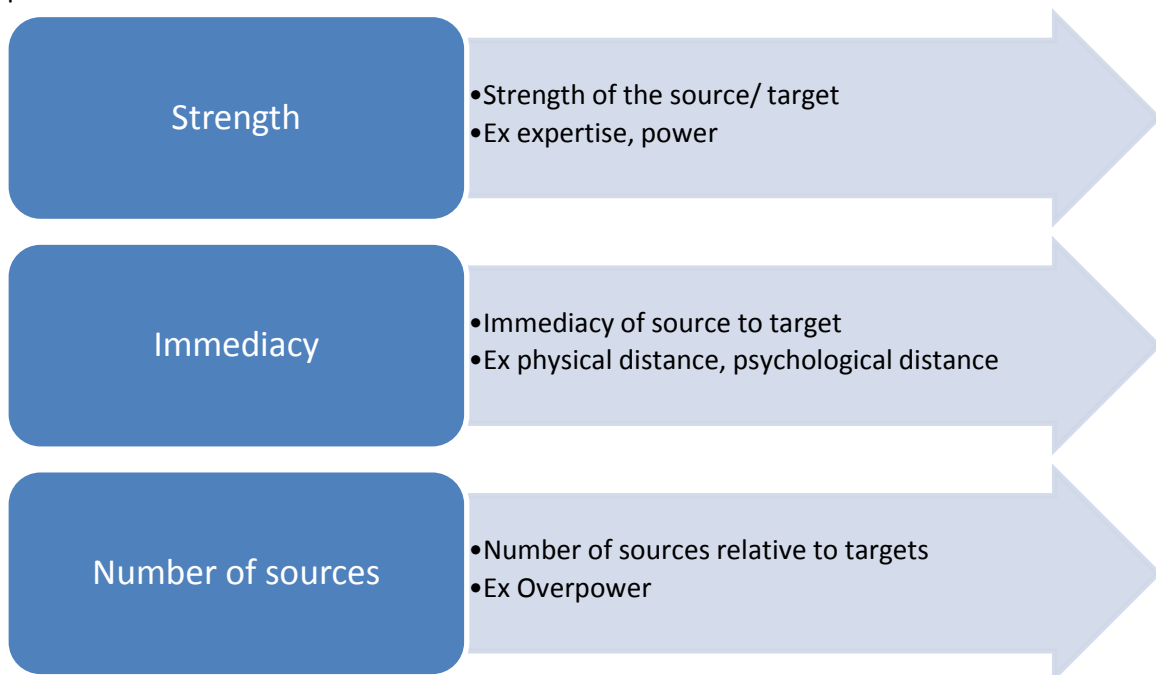 Strength
•Strength of the source/ target
•Ex expertise, power
Immediacy
•Immediacy of source to target
•Ex physical distance, psychological distance
Number of sources
•Number of sources relative to targets
•Ex Overpower